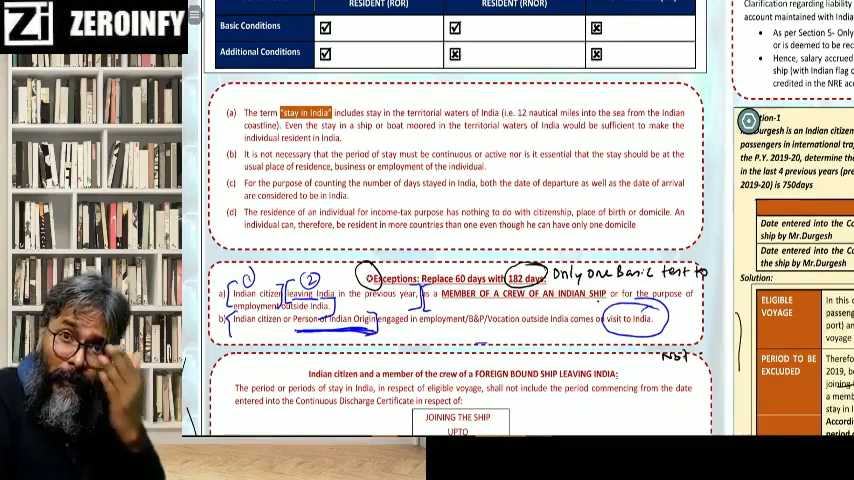 ZEROINFY
RESIDENT (ROR) RESIDENT (RNOR)
Basic Conditions
Additional Conditions
(a) The term "stay in India" includes stay in the territorial waters of India (i.e. 12 nautical miles into the sea from the Indian
coastline). Even the stay in a ship or boat moored in the territorial waters of India would be sufficient to make the
individual resident in India.
(b) It is not necessary that the period of stay must be continuous or active nor is it essential that the stay should be at the
usual place of residence, business or employment of the individual.
(c) For the purpose of counting the number of days stayed in India, both the date of departure as well as the date of arrival
are considered to be in India.
(d) The residence of an individual for income-tax purpose has nothing to do with citizenship, place of birth or domicile. An
individual can, therefore, be resident in more countries than one even though he can have only one domicile
1 2
Exceptions: Replace 60 days with 182 days: Only one Basic test to
a) Indian citizen leaving India in the previous year, as a MEMBER OF A CREW OF AN INDIAN SHIP or for the purpose of
employment outside India.
b) Indian citizen or Person of Indian Origin engaged in employment/B&P/Vocation outside India comes on visit to India.
NOT
Indian citizen and a member of the crew of a FOREIGN BOUND SHIP LEAVING INDIA:
The period or periods of stay in India, in respect of eligible voyage, shall not include the period commencing from the date
entered into the Continuous Discharge Certificate in respect of:
JOINING THE SHIP
UPTO
Clarification regarding liability
account maintained with India
• As per Section 5- Only
or is deemed to be rec
• Hence, salary accrued
ship (with Indian flag
credited in the NRE ac
tion-1
urgesh is an Indian citizen
passengers in international tra
the P.Y. 2019-20, determine the
in the last 4 previous years (pre
2019-20) is 750days
Date entered into the Co
ship by Mr.Durgesh
Date entered into the Co
the ship by Mr.Durgesh
Solution:
ELIGIBLE
VOYAGE
In this c
passenge
port) an
voyage
PERIOD TO BE
EXCLUDED
Therefo
2019, be
joining
a memb
stay in I
Accordi
period